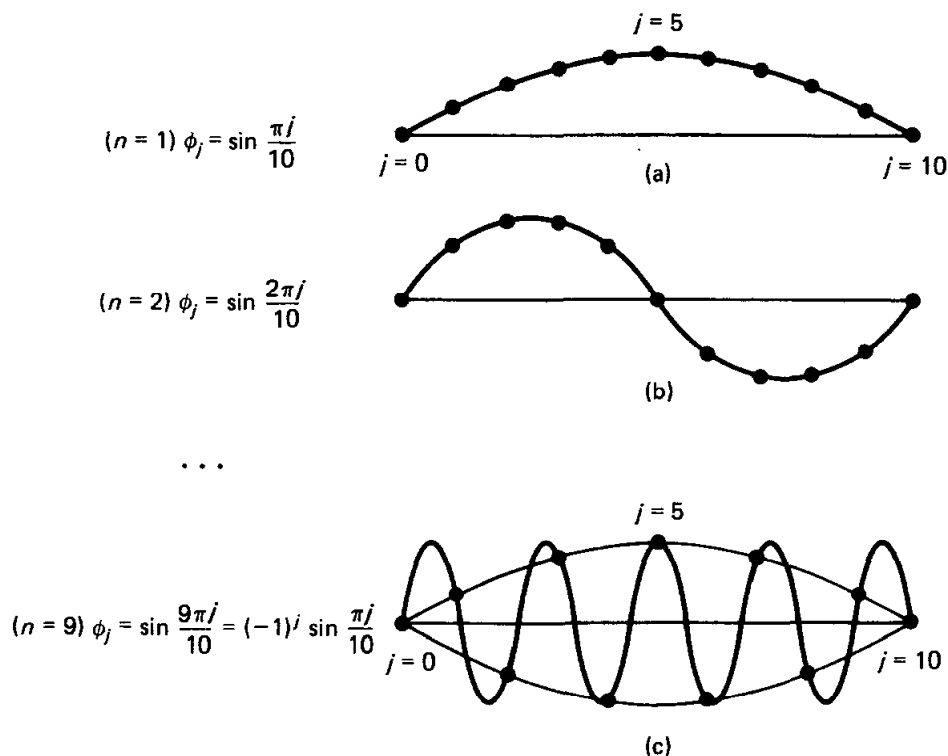 j = 5
(n = 1) ϕ_j = sin πj/10
j = 0
j = 10
(a)
(n = 2) ϕ_j = sin 2πj/10
(b)
. . .
j = 5
(n = 9) ϕ_j = sin 9πj/10 = (−1)^j sin πj/10
j = 0
j = 10
(c)